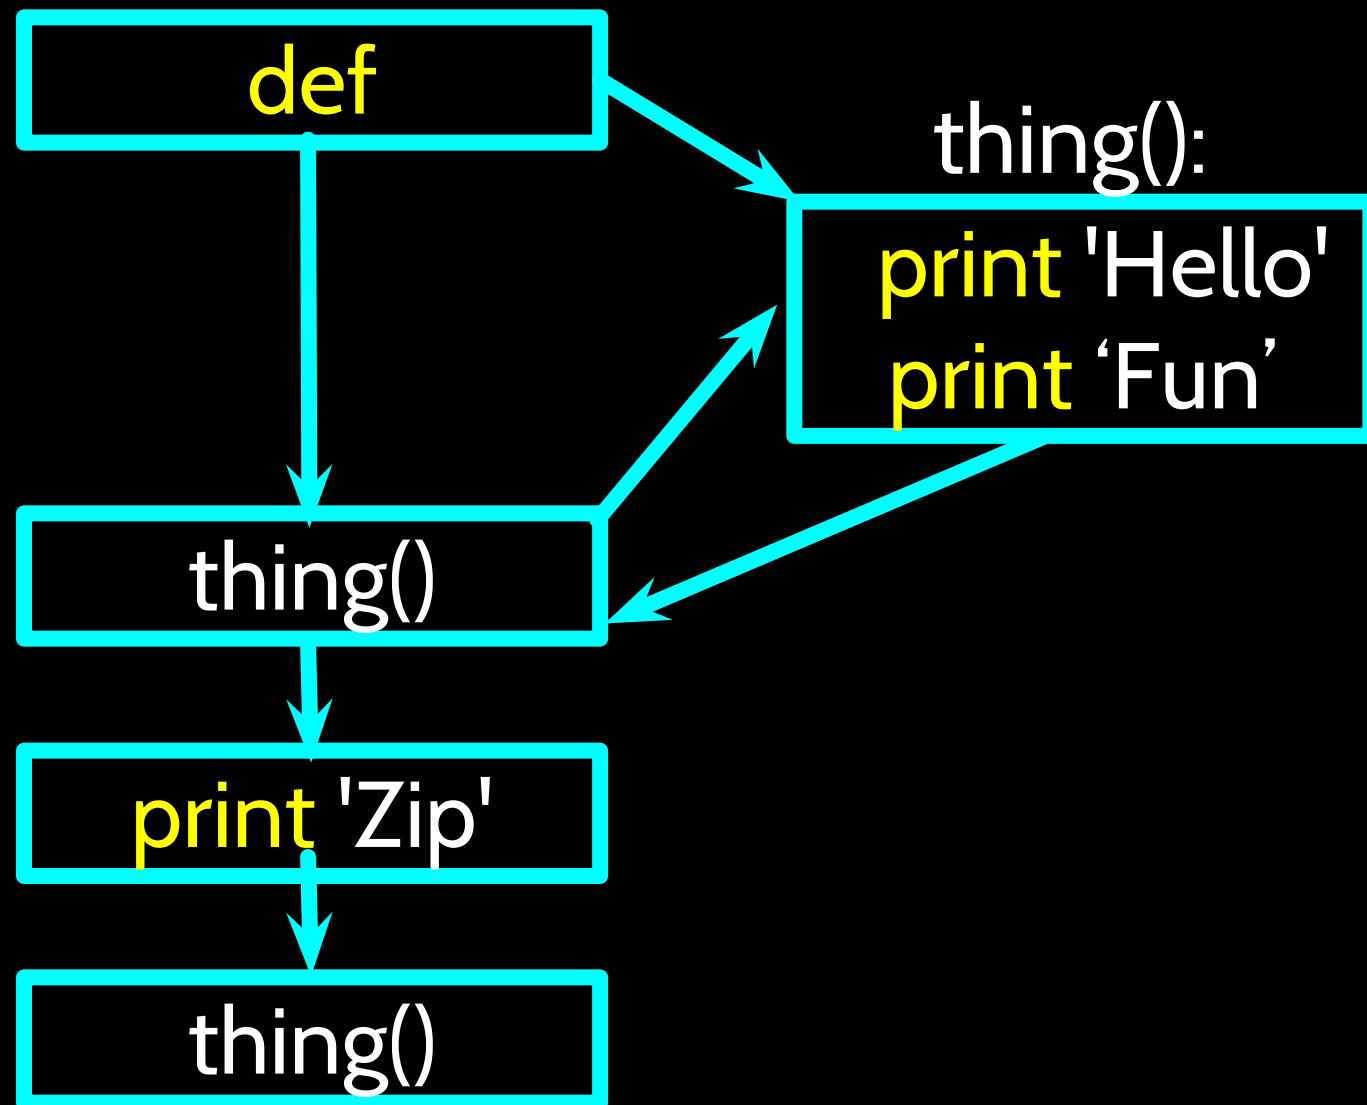 def
thing():
print 'Hello'
print ‘Fun’
thing()
print 'Zip'
thing()